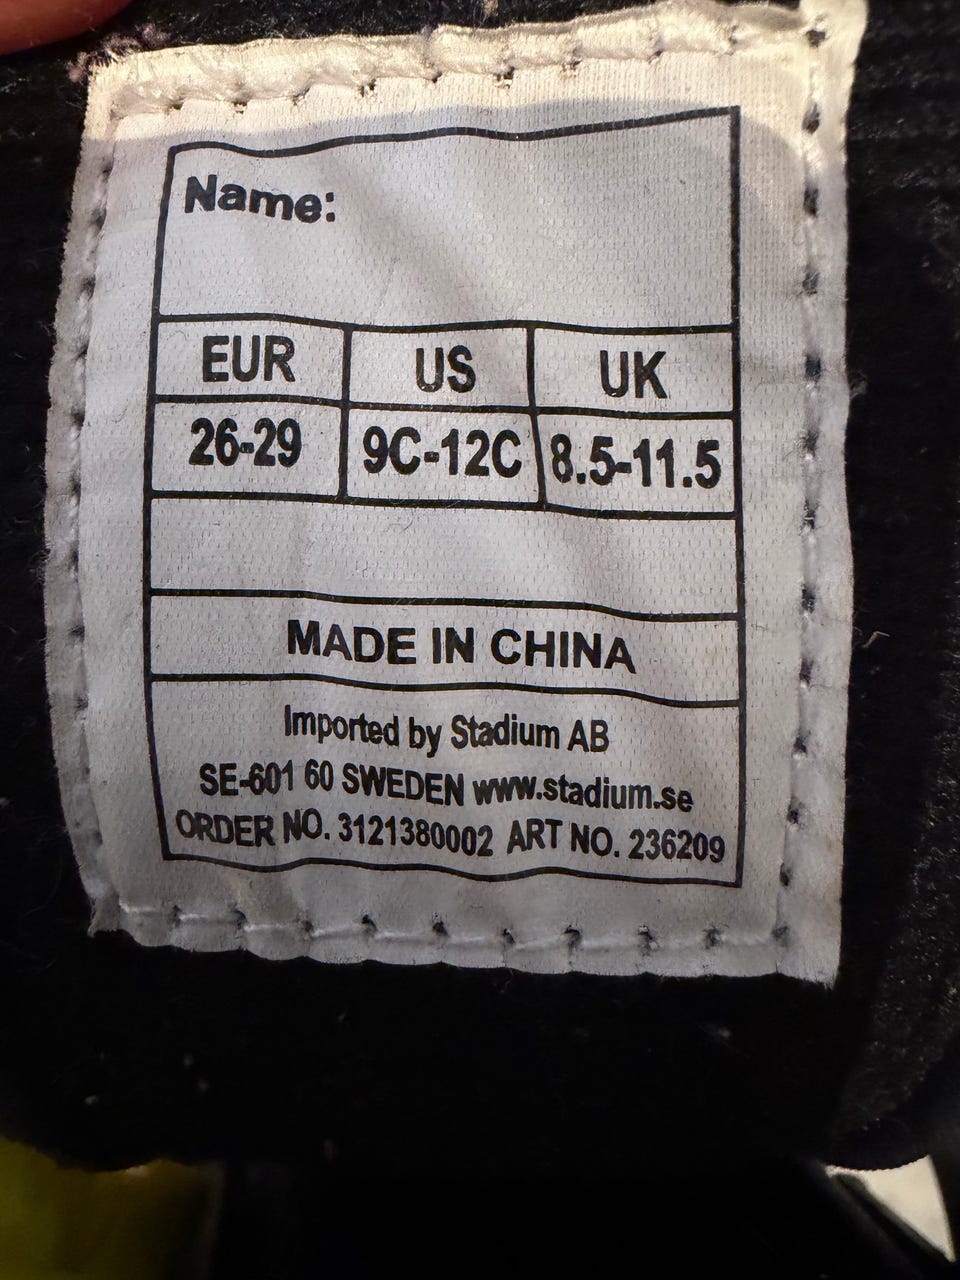 Name:
EUR US UK
26-29 9C-12C 8.5-11.5
MADE IN CHINA
Imported by Stadium AB
SE-601 60 SWEDEN www.stadium.se
ORDER NO. 3121380002 ART NO. 236209